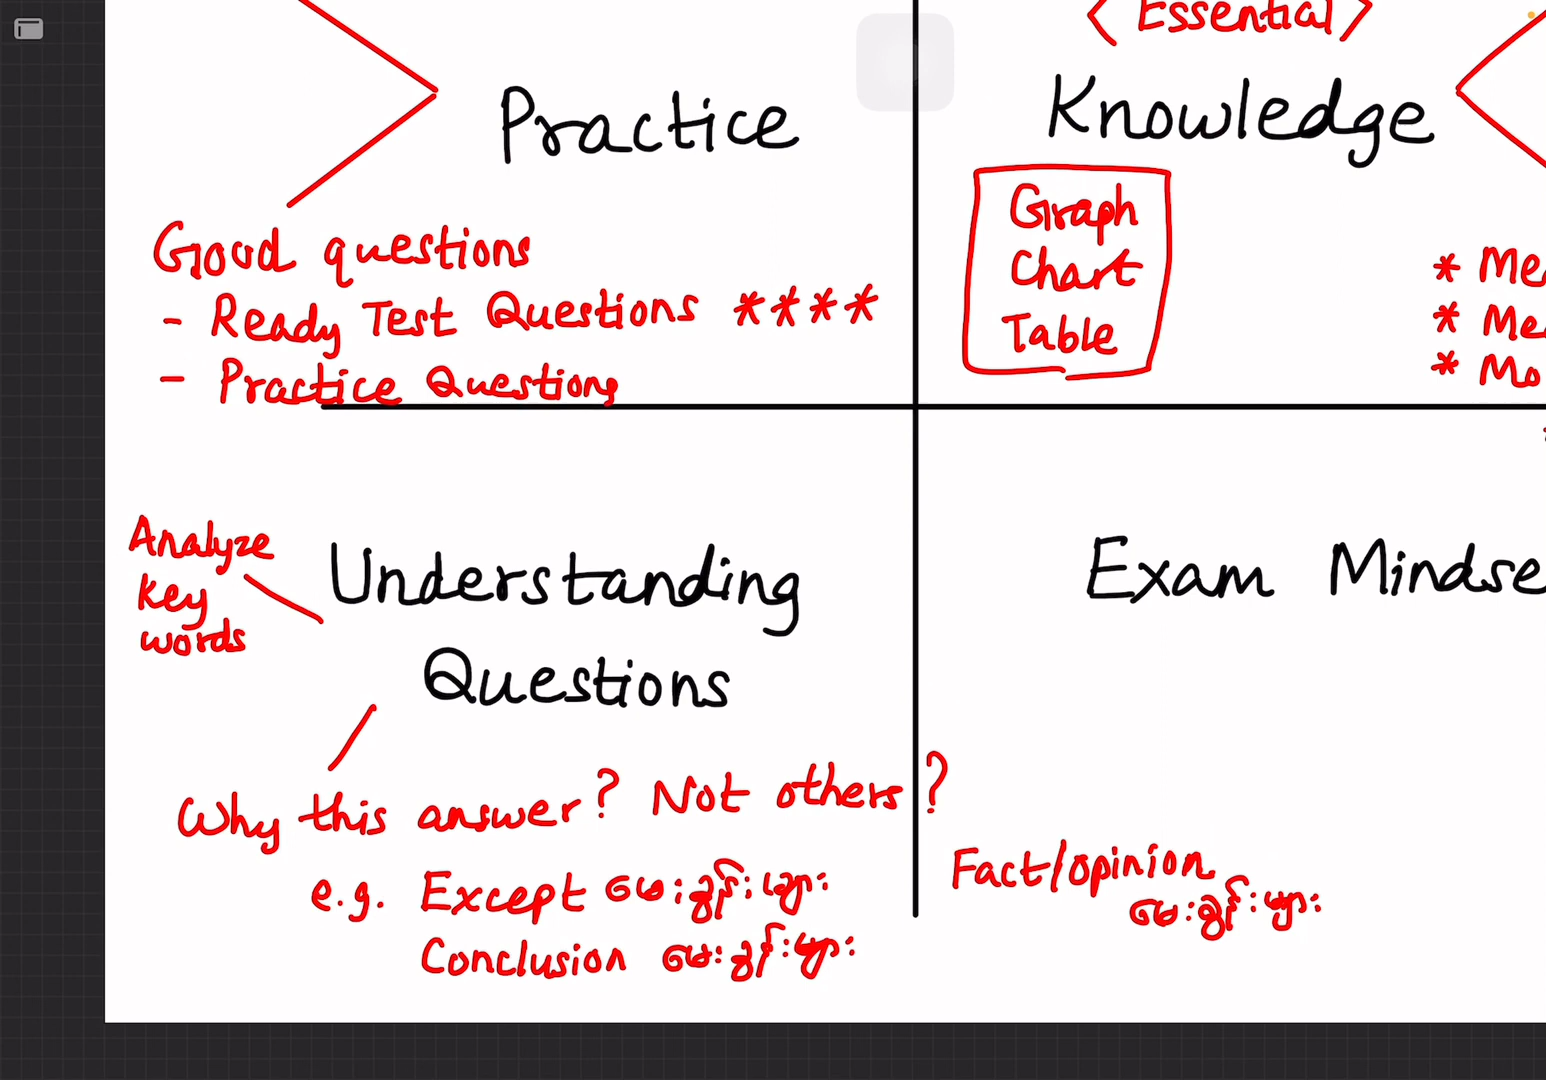 < Essential >
Practice
Knowledge
Graph
Chart
Table
Good questions
- Ready Test Questions ****
- Practice Questions
* Me
* Me
* Mo
Analyze
key
words
Understanding
Questions
Exam Mindse
Why this answer? Not others?
e.g. Except မေးခွန်းများ
Conclusion မေးခွန်းများ
Fact/opinion
မေးခွန်းများ